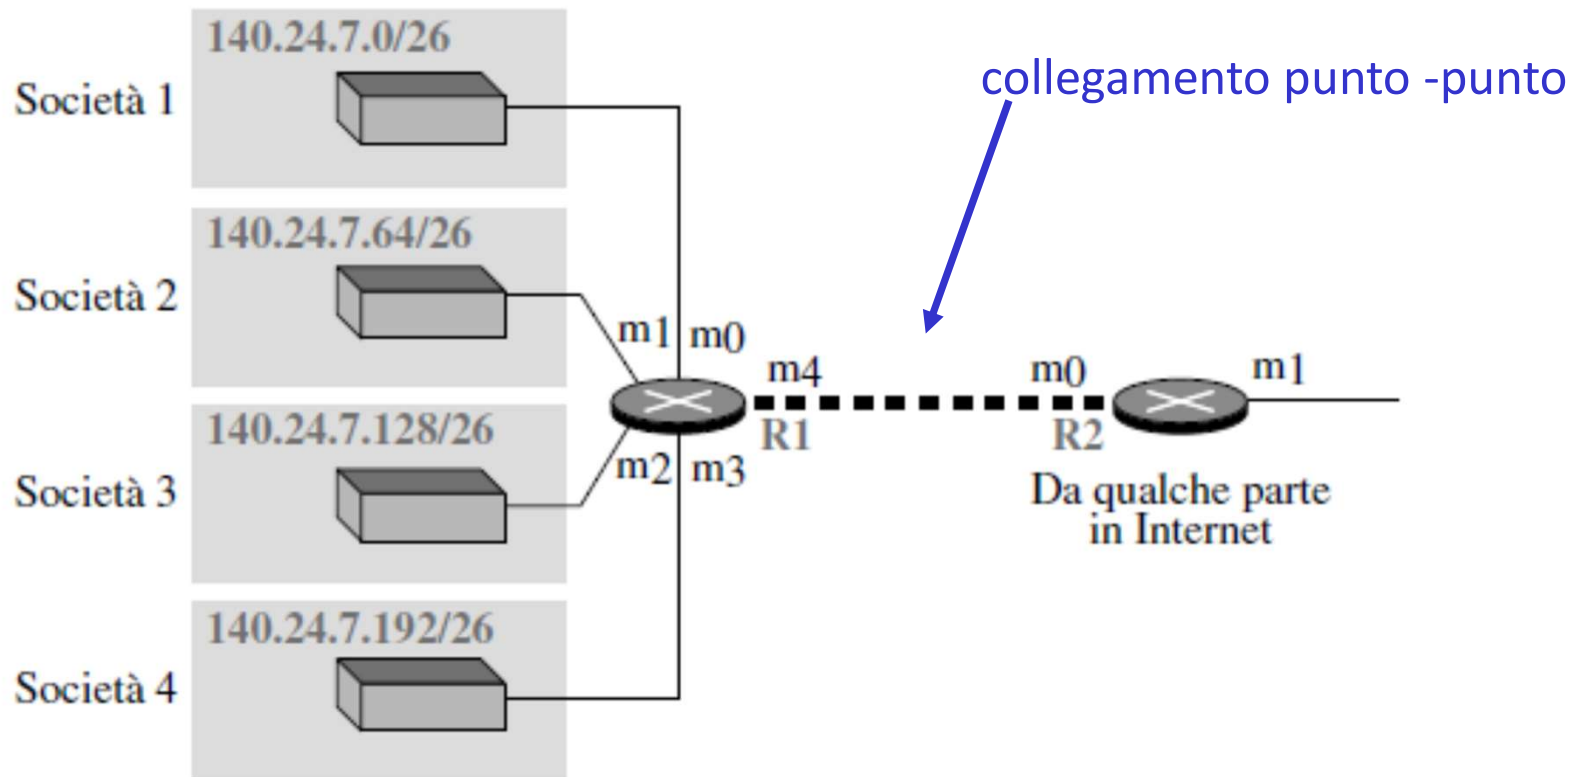 140.24.7.0/26
Società 1
collegamento punto -punto
140.24.7.64/26
Società 2
m1
m0
m4
m0
m1
R1
R2
140.24.7.128/26
Società 3
m2
m3
Da qualche parte
in Internet
140.24.7.192/26
Società 4